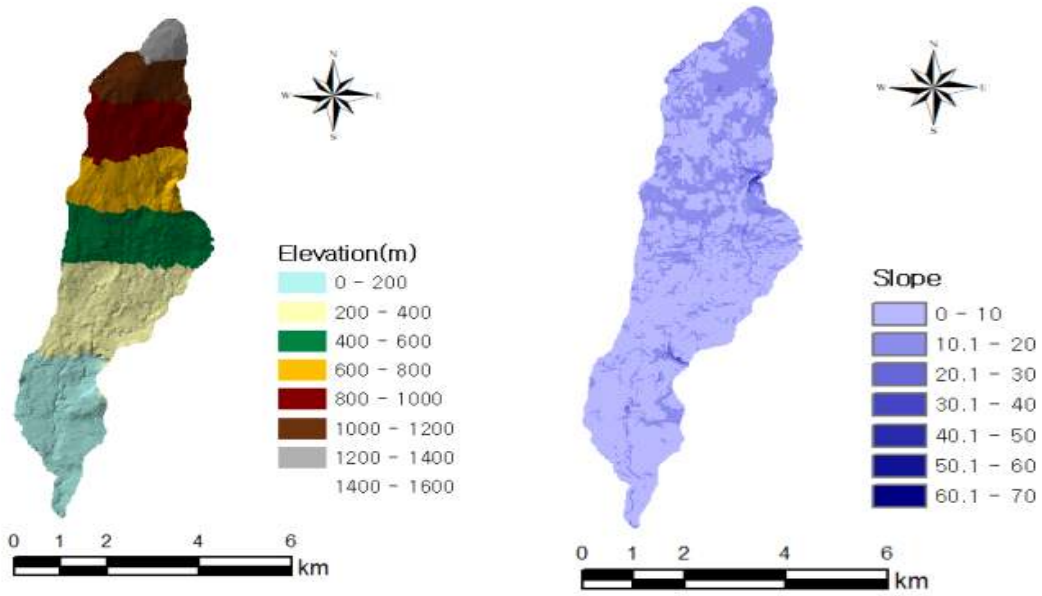 N
W E
S
Elevation(m)
0 - 200
200 - 400
400 - 600
600 - 800
800 - 1000
1000 - 1200
1200 - 1400
1400 - 1600
0 1 2 4 6
km
N
W E
S
Slope
0 - 10
10.1 - 20
20.1 - 30
30.1 - 40
40.1 - 50
50.1 - 60
60.1 - 70
0 1 2 4 6
km